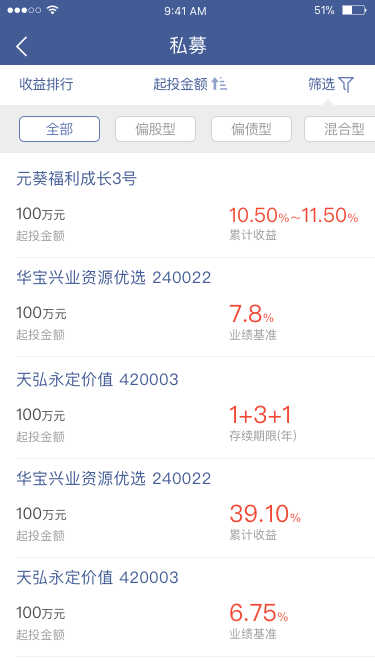 9:41 AM 51%
私募
收益排行 起投金额 筛选
全部 偏股型 偏债型 混合型
元葵福利成长3号
100万元 10.50%~11.50%
起投金额 累计收益
华宝兴业资源优选 240022
100万元 7.8%
起投金额 业绩基准
天弘永定价值 420003
100万元 1+3+1
起投金额 存续期限(年)
华宝兴业资源优选 240022
100万元 39.10%
起投金额 累计收益
天弘永定价值 420003
100万元 6.75%
起投金额 业绩基准